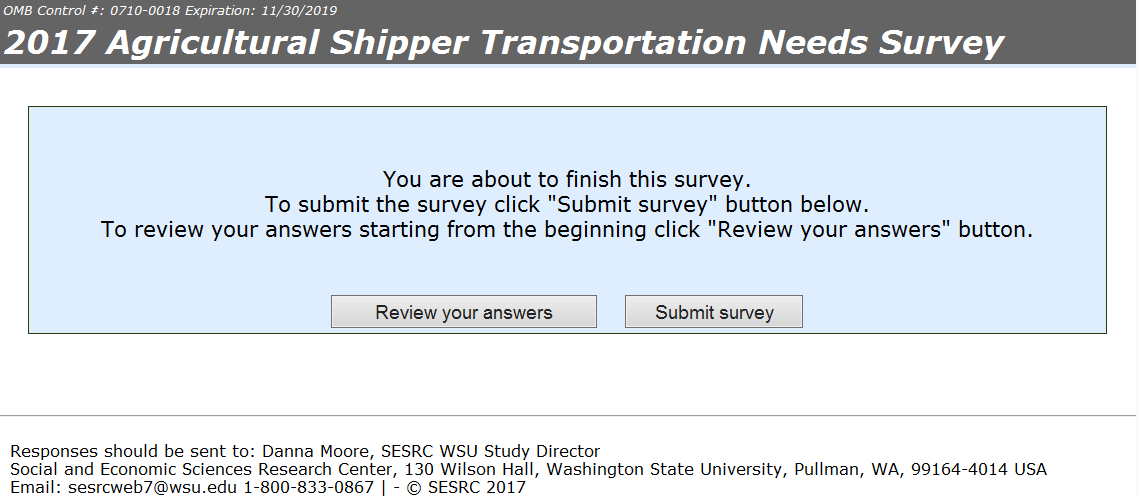 OMB Control #: 0710-0018 Expiration: 11/30/2019
2017 Agricultural Shipper Transportation Needs Survey
You are about to finish this survey.
To submit the survey click "Submit survey" button below.
To review your answers starting from the beginning click "Review your answers" button.
Review your answers Submit survey
Responses should be sent to: Danna Moore, SESRC WSU Study Director
Social and Economic Sciences Research Center, 130 Wilson Hall, Washington State University, Pullman, WA, 99164-4014 USA
Email: sesrcweb7@wsu.edu 1-800-833-0867 | - © SESRC 2017